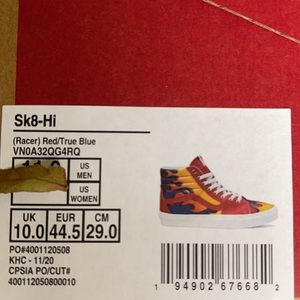 Sk8-Hi
(Racer) Red/True Blue
VN0A32QG4RQ
US MEN
US WOMEN
UK EUR CM
10.0 44.5 29.0
PO#4001120508
KHC - 11/20
CPSIA PO/CUT#
400112050800010
1 94902 67668 2